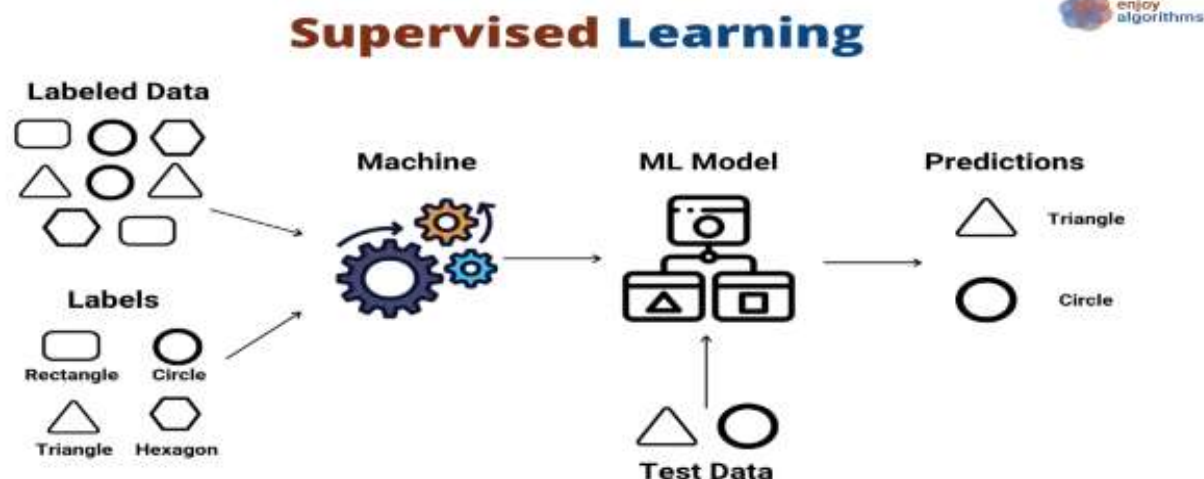 enjoy
algorithms
Supervised Learning
Labeled Data
Machine
ML Model
Predictions
Triangle
Circle
Labels
Rectangle
Circle
Triangle
Hexagon
Test Data